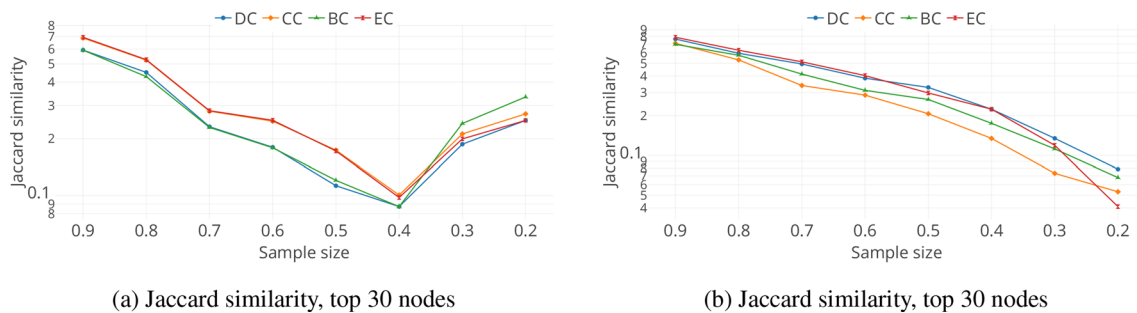 DC CC BC EC
8
7
6
5
4
3
2
0.1
9
8
Jaccard similarity
0.9 0.8 0.7 0.6 0.5 0.4 0.3 0.2
Sample size
(a) Jaccard similarity, top 30 nodes
DC CC BC EC
9
8
7
6
5
4
3
2
0.1
9
8
7
6
5
4
Jaccard similarity
0.9 0.8 0.7 0.6 0.5 0.4 0.3 0.2
Sample size
(b) Jaccard similarity, top 30 nodes